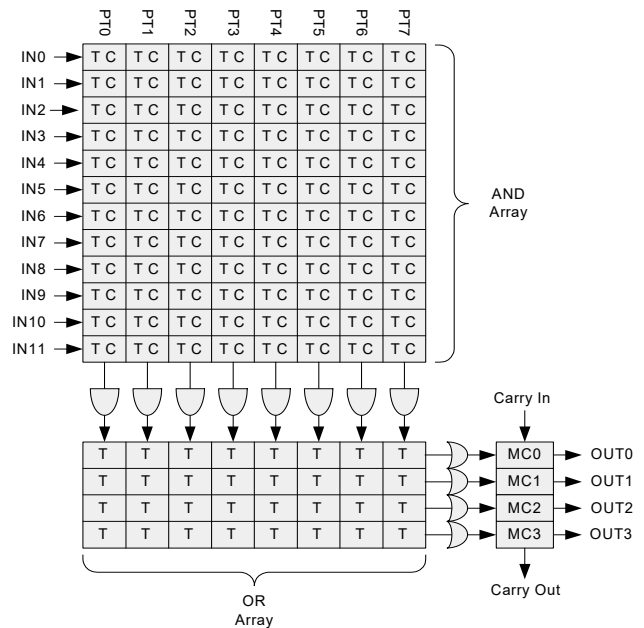 PT0 PT1 PT2 PT3 PT4 PT5 PT6 PT7
IN0 T C T C T C T C T C T C T C T C
IN1 T C T C T C T C T C T C T C T C
IN2 T C T C T C T C T C T C T C T C
IN3 T C T C T C T C T C T C T C T C
IN4 T C T C T C T C T C T C T C T C
IN5 T C T C T C T C T C T C T C T C
IN6 T C T C T C T C T C T C T C T C
IN7 T C T C T C T C T C T C T C T C
IN8 T C T C T C T C T C T C T C T C
IN9 T C T C T C T C T C T C T C T C
IN10 T C T C T C T C T C T C T C T C
IN11 T C T C T C T C T C T C T C T C
AND
Array
Carry In
T T T T T T T T MC0 OUT0
T T T T T T T T MC1 OUT1
T T T T T T T T MC2 OUT2
T T T T T T T T MC3 OUT3
Carry Out
OR
Array